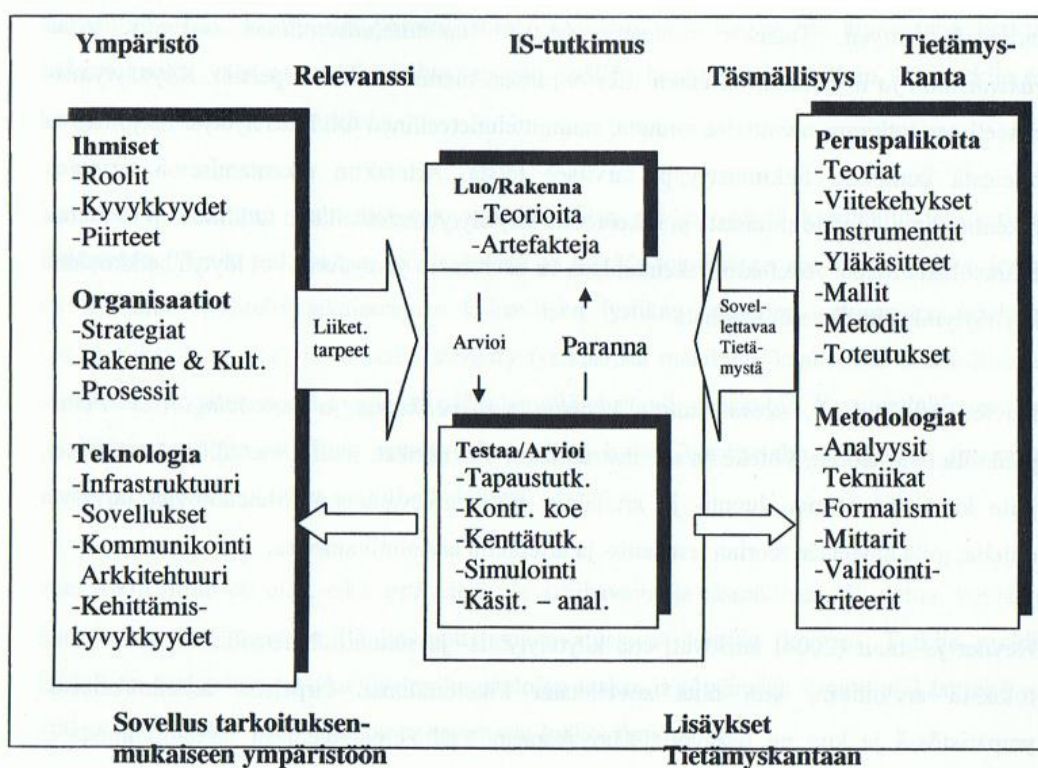 Ympäristö
IS-tutkimus
Tietämys-
kanta
Relevanssi
Täsmällisyys
Ihmiset
-Roolit
-Kyvykkyydet
-Piirteet
Organisaatiot
-Strategiat
-Rakenne & Kult.
-Prosessit
Teknologia
-Infrastruktuuri
-Sovellukset
-Kommunikointi
Arkkitehtuuri
-Kehittämis-
kyvykkyydet
Liiket.
tarpeet
Luo/Rakenna
-Teorioita
-Artefakteja
Arvioi
Paranna
Testaa/Arvioi
-Tapaustutk.
-Kontr. koe
-Kenttätutk.
-Simulointi
-Käsit. – anal.
Sovel-
lettavaa
Tietä-
mystä
Peruspalikoita
-Teoriat
-Viitekehykset
-Instrumenttit
-Yläkäsitteet
-Mallit
-Metodit
-Toteutukset
Metodologiat
-Analyysit
Tekniikat
-Formalismit
-Mittarit
-Validointi-
kriteerit
Sovellus tarkoituksen-
mukaiseen ympäristöön
Lisäykset
Tietämyskantaan